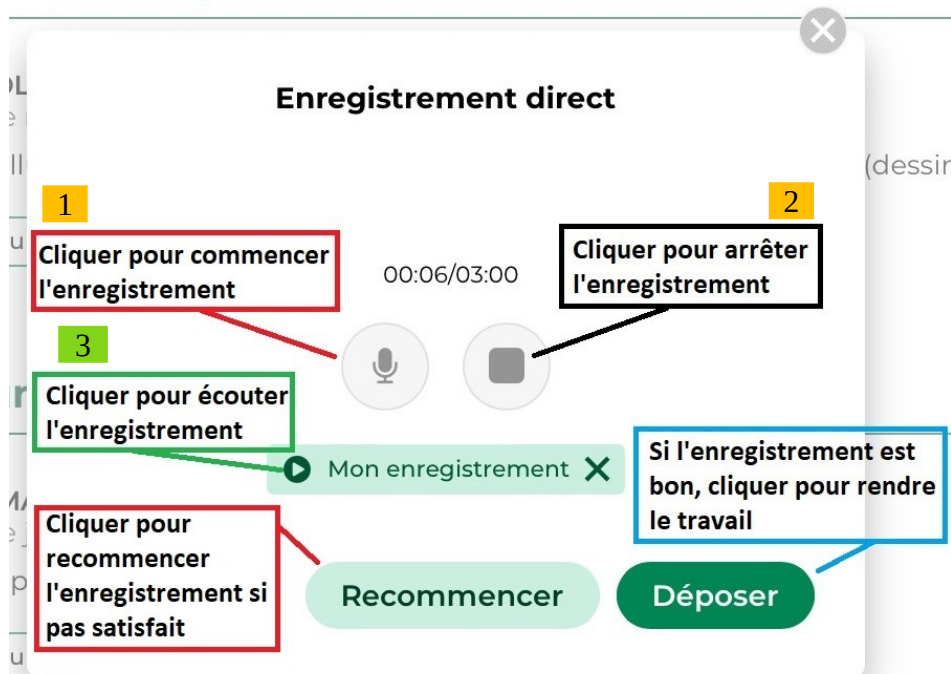 Enregistrement direct
(dessin
1
2
Cliquer pour commencer
l'enregistrement
00:06/03:00
Cliquer pour arrêter
l'enregistrement
3
Cliquer pour écouter
l'enregistrement
Mon enregistrement
Si l'enregistrement est
bon, cliquer pour rendre
le travail
Cliquer pour
recommencer
l'enregistrement si
pas satisfait
Recommencer
Déposer